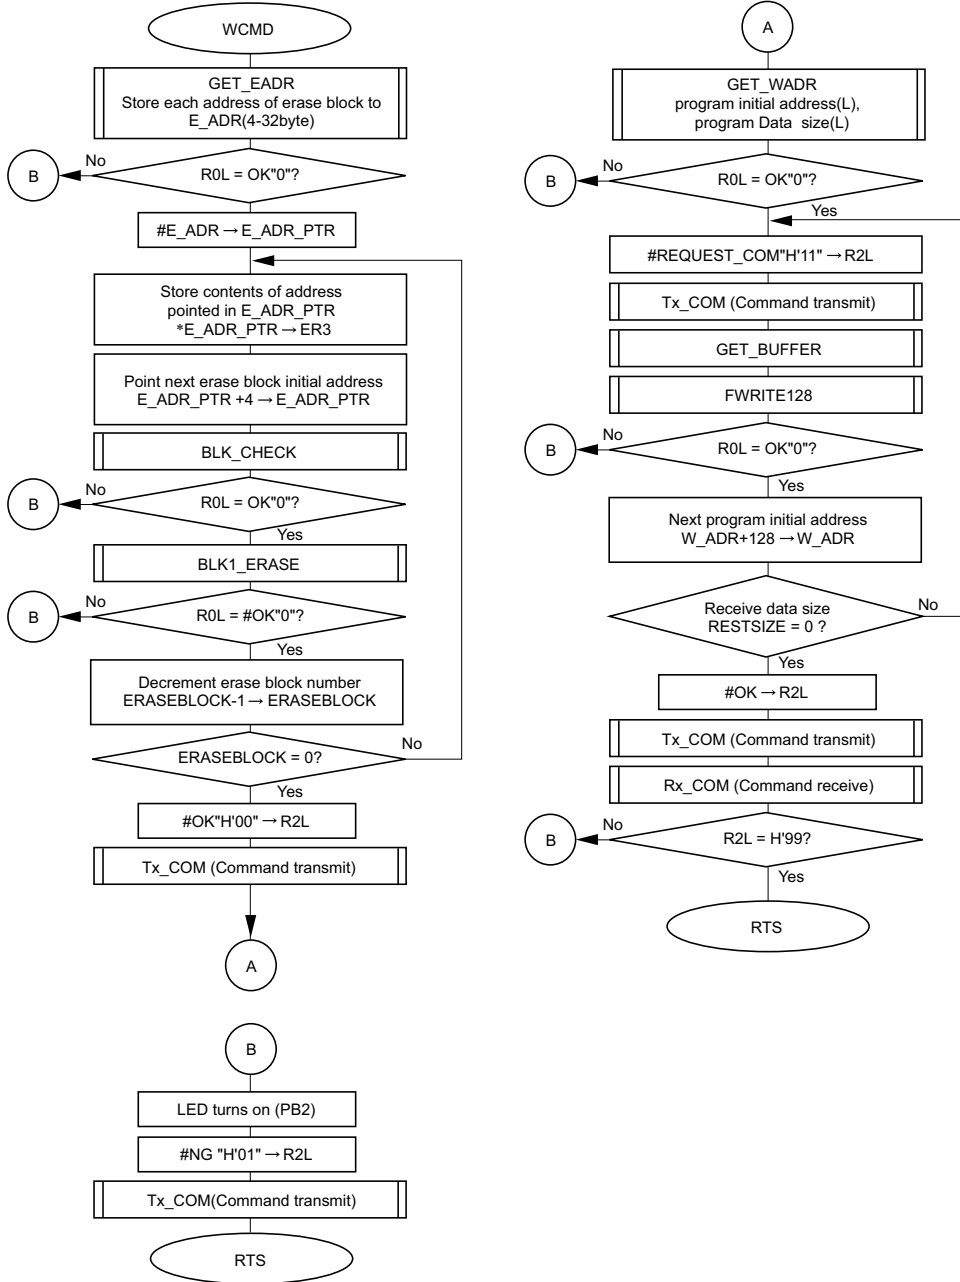 WCMD
GET_EADR
Store each address of erase block to
E_ADR(4-32byte)
No
B
R0L = OK"0"?
#E_ADR → E_ADR_PTR
Store contents of address
pointed in E_ADR_PTR
*E_ADR_PTR → ER3
Point next erase block initial address
E_ADR_PTR +4 → E_ADR_PTR
BLK_CHECK
No
B
R0L = OK"0"?
Yes
BLK1_ERASE
No
B
R0L = #OK"0"?
Yes
Decrement erase block number
ERASEBLOCK-1 → ERASEBLOCK
ERASEBLOCK = 0?
No
Yes
#OK"H'00" → R2L
Tx_COM (Command transmit)
A
B
LED turns on (PB2)
#NG "H'01" → R2L
Tx_COM(Command transmit)
RTS
A
GET_WADR
program initial address(L),
program Data size(L)
No
B
R0L = OK"0"?
Yes
#REQUEST_COM"H'11" → R2L
Tx_COM (Command transmit)
GET_BUFFER
FWRITE128
No
B
R0L = OK"0"?
Yes
Next program initial address
W_ADR+128 → W_ADR
Receive data size
RESTSIZE = 0 ?
No
Yes
#OK → R2L
Tx_COM (Command transmit)
Rx_COM (Command receive)
No
B
R2L = H'99?
Yes
RTS